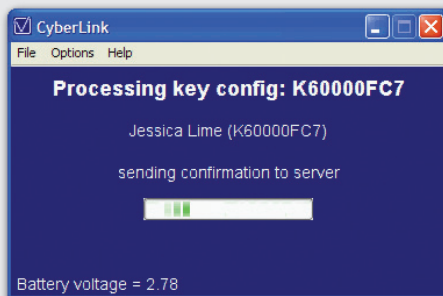 CyberLink
File Options Help
Processing key config: K60000FC7
Jessica Lime (K60000FC7)
sending confirmation to server
Battery voltage = 2.78